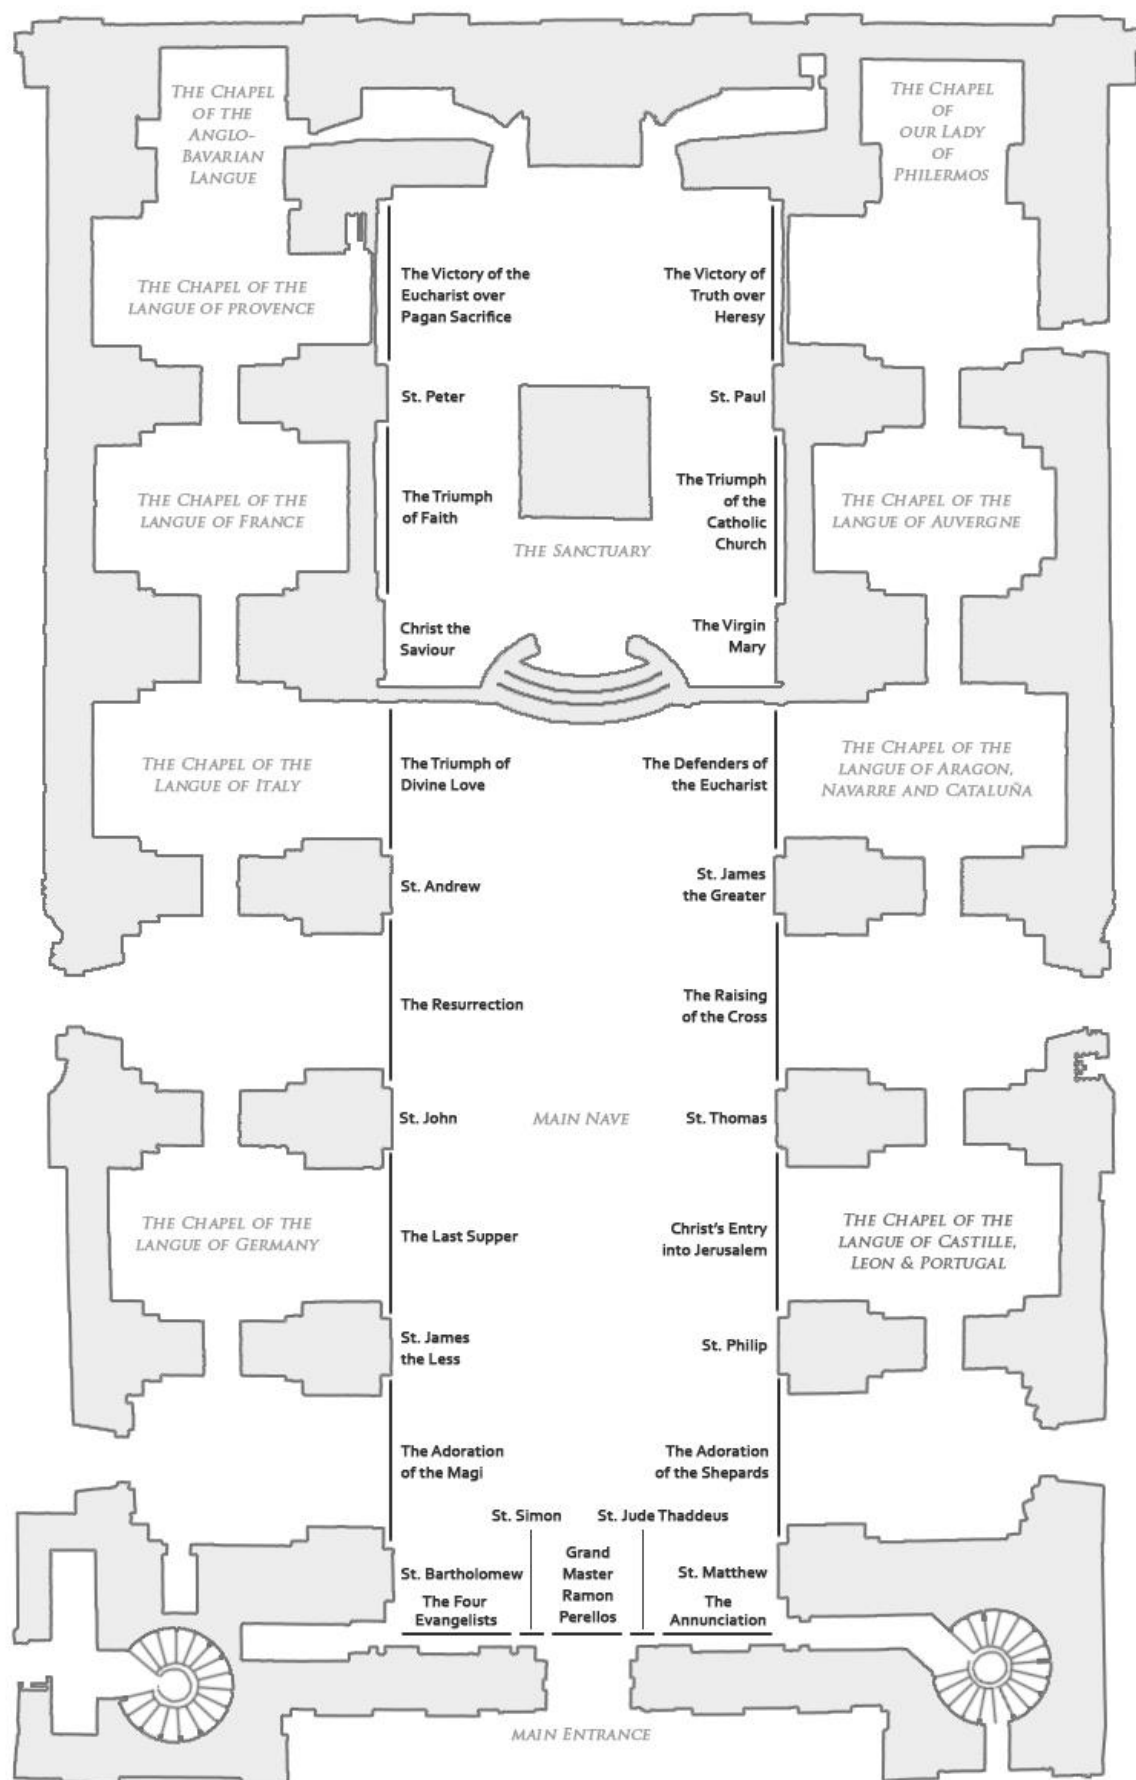 THE CHAPEL
OF THE
ANGLO-
BAVARIAN
LANGUE
THE CHAPEL
OF
OUR LADY
OF
PHILERMOS
THE CHAPEL OF THE
LANGUE OF PROVENCE
The Victory of the
Eucharist over
Pagan Sacrifice
The Victory of
Truth over
Heresy
St. Peter
St. Paul
THE CHAPEL OF THE
LANGUE OF FRANCE
The Triumph
of Faith
The Triumph
of the
Catholic
Church
THE CHAPEL OF THE
LANGUE OF AUVERGNE
THE SANCTUARY
Christ the
Saviour
The Virgin
Mary
THE CHAPEL OF THE
LANGUE OF ITALY
The Triumph of
Divine Love
The Defenders of
the Eucharist
THE CHAPEL OF THE
LANGUE OF ARAGON,
NAVARRE AND CATALUÑA
St. Andrew
St. James
the Greater
The Resurrection
The Raising
of the Cross
St. John
MAIN NAVE
St. Thomas
THE CHAPEL OF THE
LANGUE OF GERMANY
The Last Supper
Christ's Entry
into Jerusalem
THE CHAPEL OF THE
LANGUE OF CASTILLE,
LEON & PORTUGAL
St. James
the Less
St. Philip
The Adoration
of the Magi
The Adoration
of the Shepards
St. Simon
St. Jude Thaddeus
St. Bartholomew
The Four
Evangelists
Grand
Master
Ramon
Perellos
St. Matthew
The
Annunciation
MAIN ENTRANCE